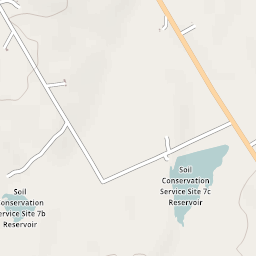 Soil
Conservation
Service Site 7c
Reservoir
Soil
Conservation
Service Site 7b
Reservoir